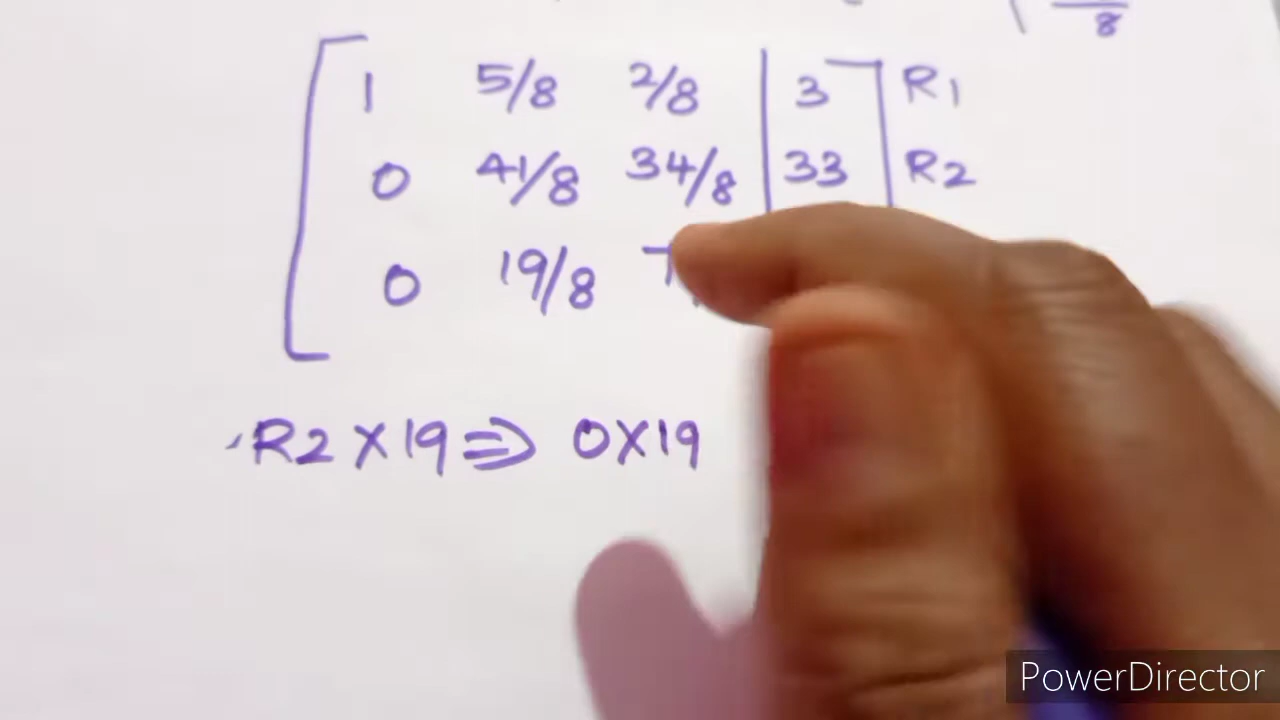 8
1 5/8 2/8 3 R1
0 41/8 34/8 33 R2
0 19/8
R2 X 19 ⇒ 0X19
PowerDirector